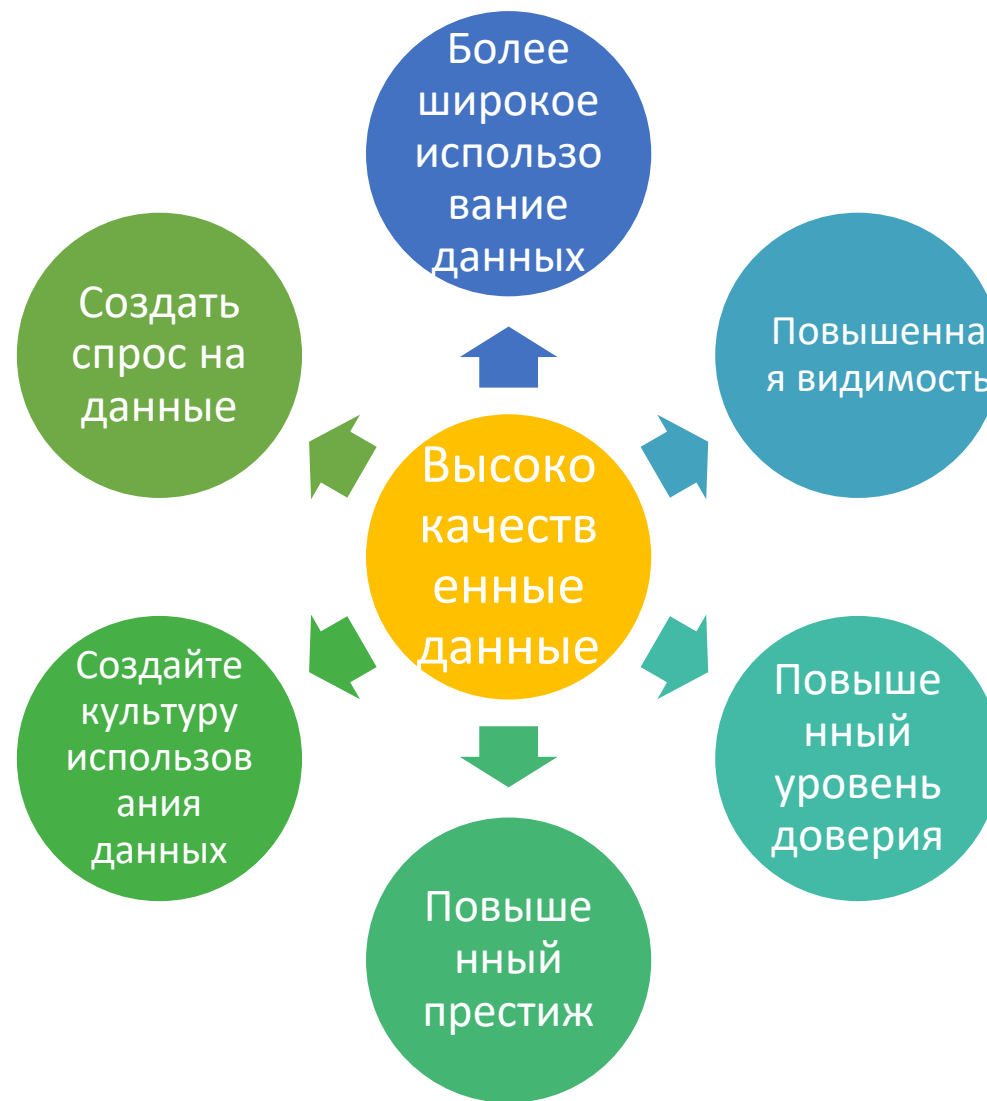 Более
широкое
использо
вание
данных
Повышенна
я видимость
Повыше
нный
уровень
доверия
Повыше
нный
престиж
Создайте
культуру
использов
ания
данных
Создать
спрос на
данные
Высоко
качеств
енные
данные